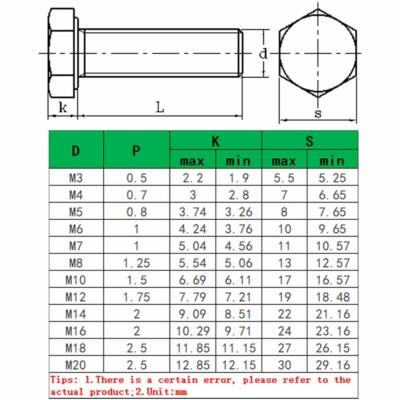 d
k
L
s
D P K S
max min max min
M3 0.5 2.2 1.9 5.5 5.25
M4 0.7 3 2.8 7 6.65
M5 0.8 3.74 3.26 8 7.65
M6 1 4.24 3.76 10 9.65
M7 1 5.04 4.56 11 10.57
M8 1.25 5.54 5.06 13 12.57
M10 1.5 6.69 6.11 17 16.57
M12 1.75 7.79 7.21 19 18.48
M14 2 9.09 8.51 22 21.16
M16 2 10.29 9.71 24 23.16
M18 2.5 11.85 11.15 27 26.15
M20 2.5 12.85 12.15 30 29.16
Tips: 1.There is a certain error, please refer to the
actual product;2.Unit:mm